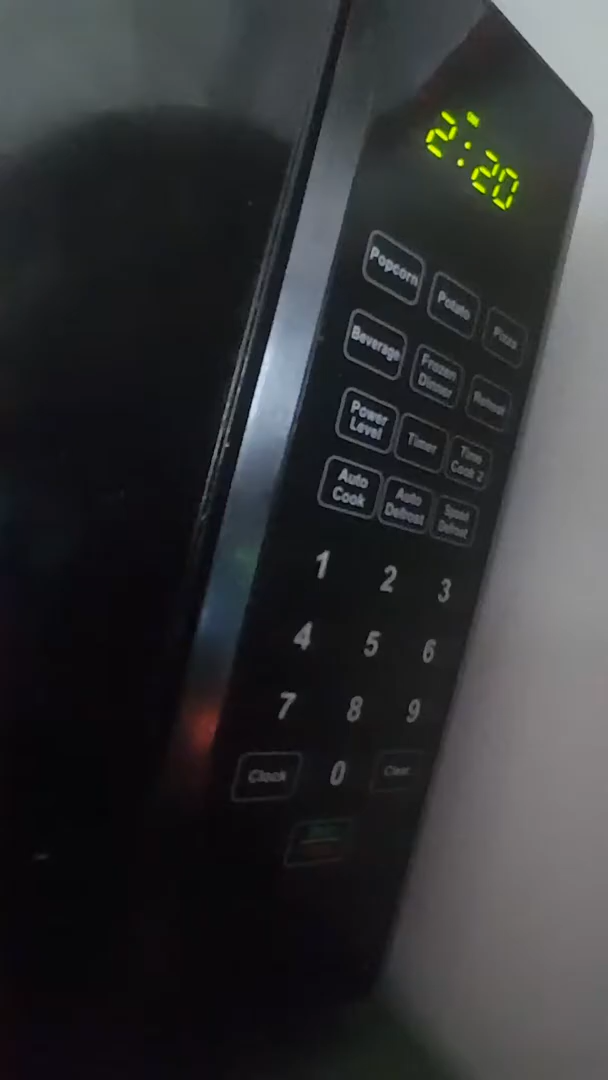 2:20
Popcorn Potato Pizza
Beverage Frozen Dinner Reheat
Power Level Timer Time Cook 2
Auto Cook Auto Defrost Speed Defrost
1 2 3
4 5 6
7 8 9
Clock 0 Clear